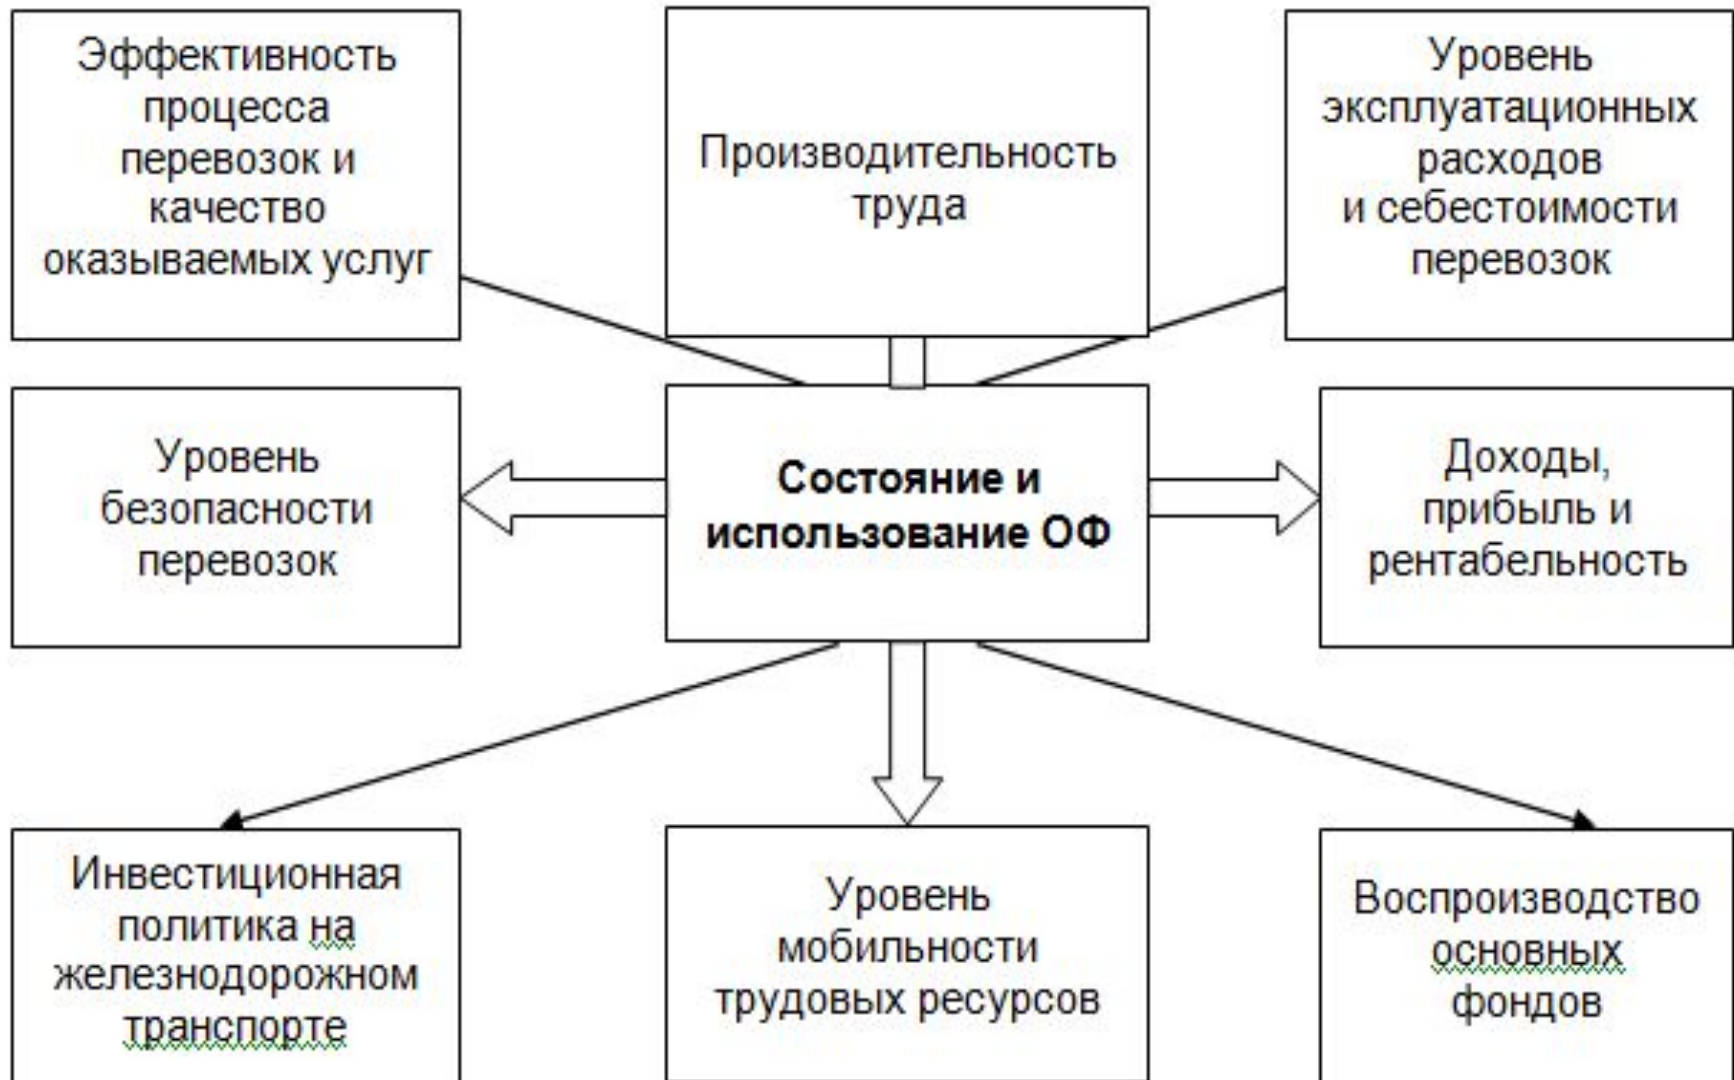 Эффективность
процесса
перевозок и
качество
оказываемых услуг
Производительность
труда
Уровень
эксплуатационных
расходов
и себестоимости
перевозок
Уровень
безопасности
перевозок
Состояние и
использование ОФ
Доходы,
прибыль и
рентабельность
Инвестиционная
политика на
железнодорожном
транспорте
Уровень
мобильности
трудовых ресурсов
Воспроизводство
основных
фондов